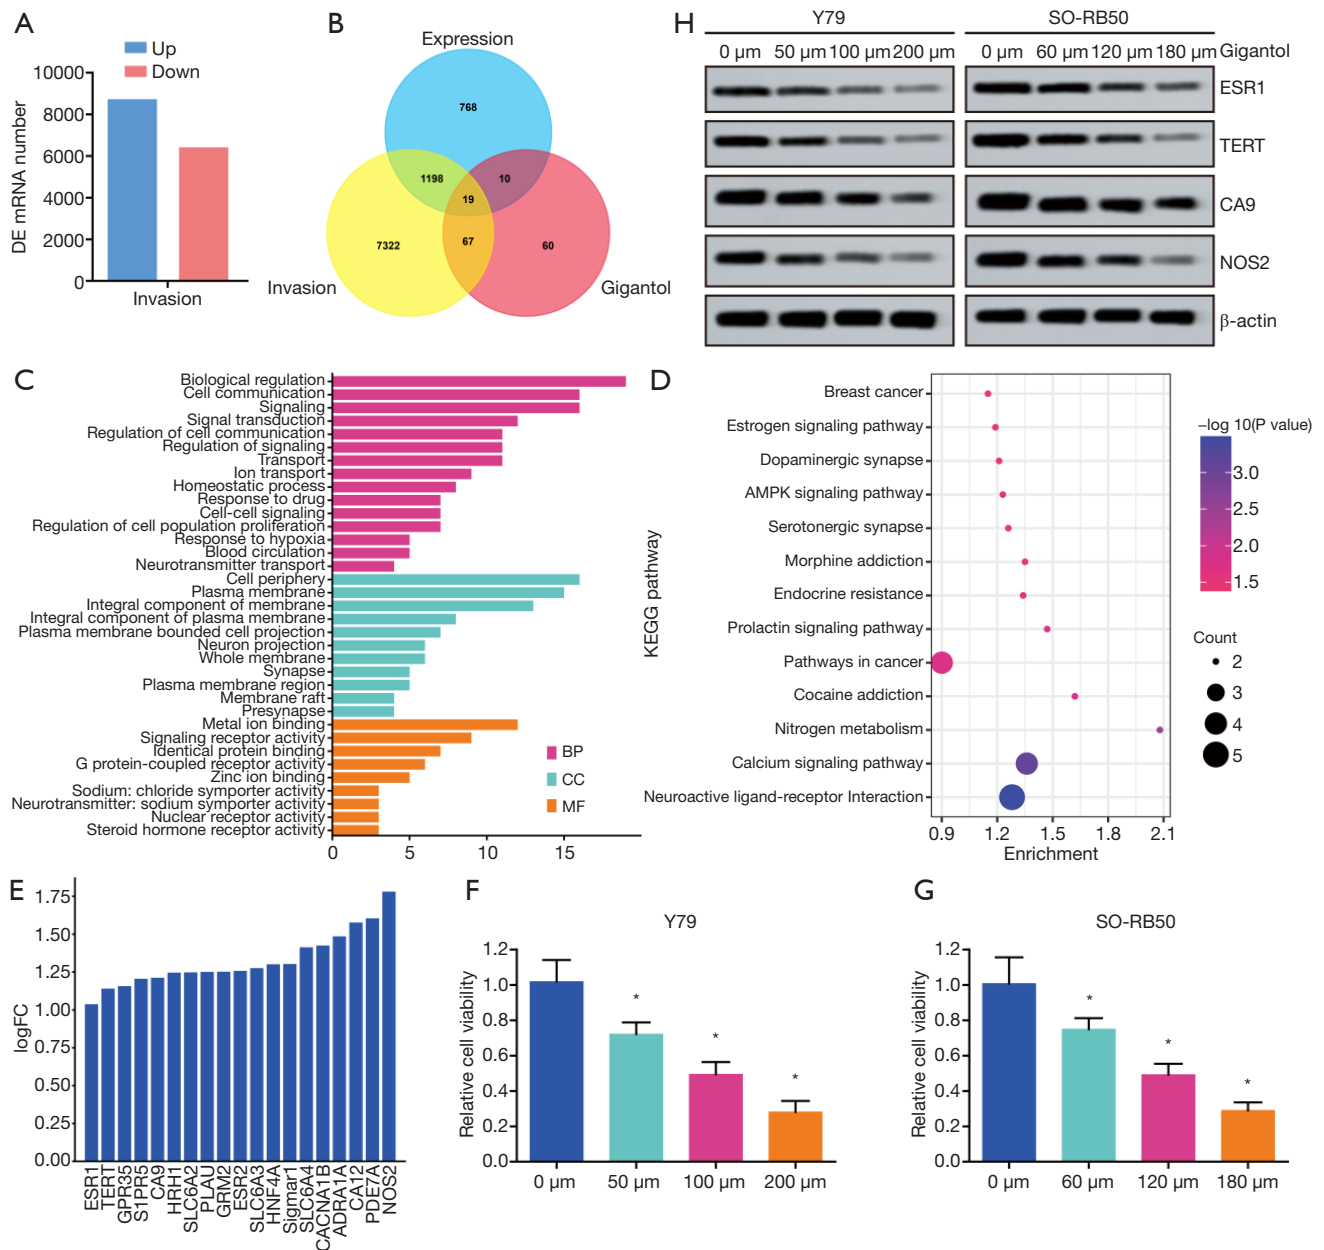 A
Up
Down
DE mRNA number
10000
8000
6000
4000
2000
0
Invasion
B
Expression
768
1198
10
19
7322
67
60
Invasion
Gigantol
H
Y79
SO-RB50
0 μm 50 μm 100 μm 200 μm
0 μm 60 μm 120 μm 180 μm Gigantol
ESR1
TERT
CA9
NOS2
β-actin
C
Biological regulation
Cell communication
Signaling
Signal transduction
Regulation of cell communication
Regulation of signaling
Transport
Ion transport
Homeostatic process
Response to drug
Cell-cell signaling
Regulation of cell population proliferation
Response to hypoxia
Blood circulation
Neurotransmitter transport
Cell periphery
Plasma membrane
Integral component of membrane
Integral component of plasma membrane
Plasma membrane bounded cell projection
Neuron projection
Whole membrane
Synapse
Plasma membrane region
Membrane raft
Presynapse
Metal ion binding
Signaling receptor activity
Identical protein binding
G protein-coupled receptor activity
Zinc ion binding
Sodium: chloride symporter activity
Neurotransmitter: sodium symporter activity
Nuclear receptor activity
Steroid hormone receptor activity
BP
CC
MF
0 5 10 15
D
KEGG pathway
Breast cancer
Estrogen signaling pathway
Dopaminergic synapse
AMPK signaling pathway
Serotonergic synapse
Morphine addiction
Endocrine resistance
Prolactin signaling pathway
Pathways in cancer
Cocaine addiction
Nitrogen metabolism
Calcium signaling pathway
Neuroactive ligand-receptor Interaction
0.9 1.2 1.5 1.8 2.1
Enrichment
−log 10(P value)
3.0
2.5
2.0
1.5
Count
2
3
4
5
E
logFC
1.75
1.50
1.25
1.00
0.75
0.50
0.25
0.00
ESR1
TERT
GPR35
S1PR5
CA9
HRH1
SLC6A2
PLAU
GRM2
ESR2
SLC6A3
HNF4A
Sigmar1
SLC6A4
CACNA1B
ADRA1A
CA12
PDE7A
NOS2
F
Y79
Relative cell viability
1.2
1.0
0.8
0.6
0.4
0.2
0.0
*
*
*
0 μm 50 μm 100 μm 200 μm
G
SO-RB50
Relative cell viability
1.2
1.0
0.8
0.6
0.4
0.2
0.0
*
*
*
0 μm 60 μm 120 μm 180 μm